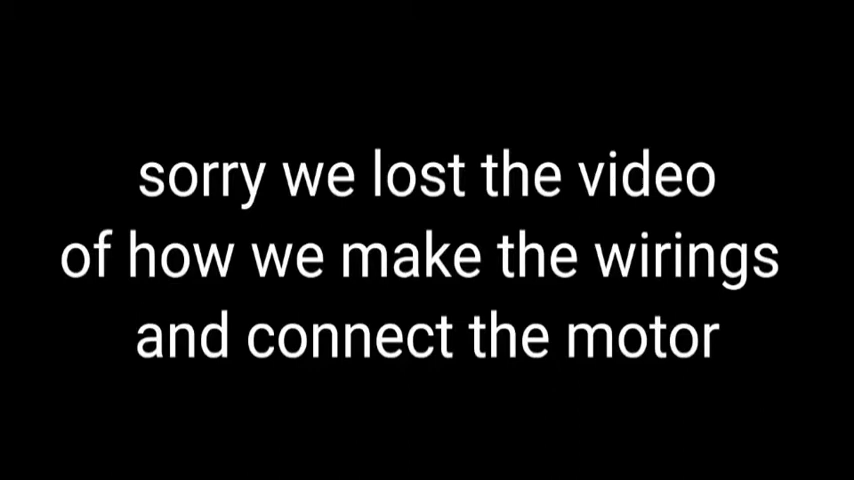 sorry we lost the video
of how we make the wirings
and connect the motor